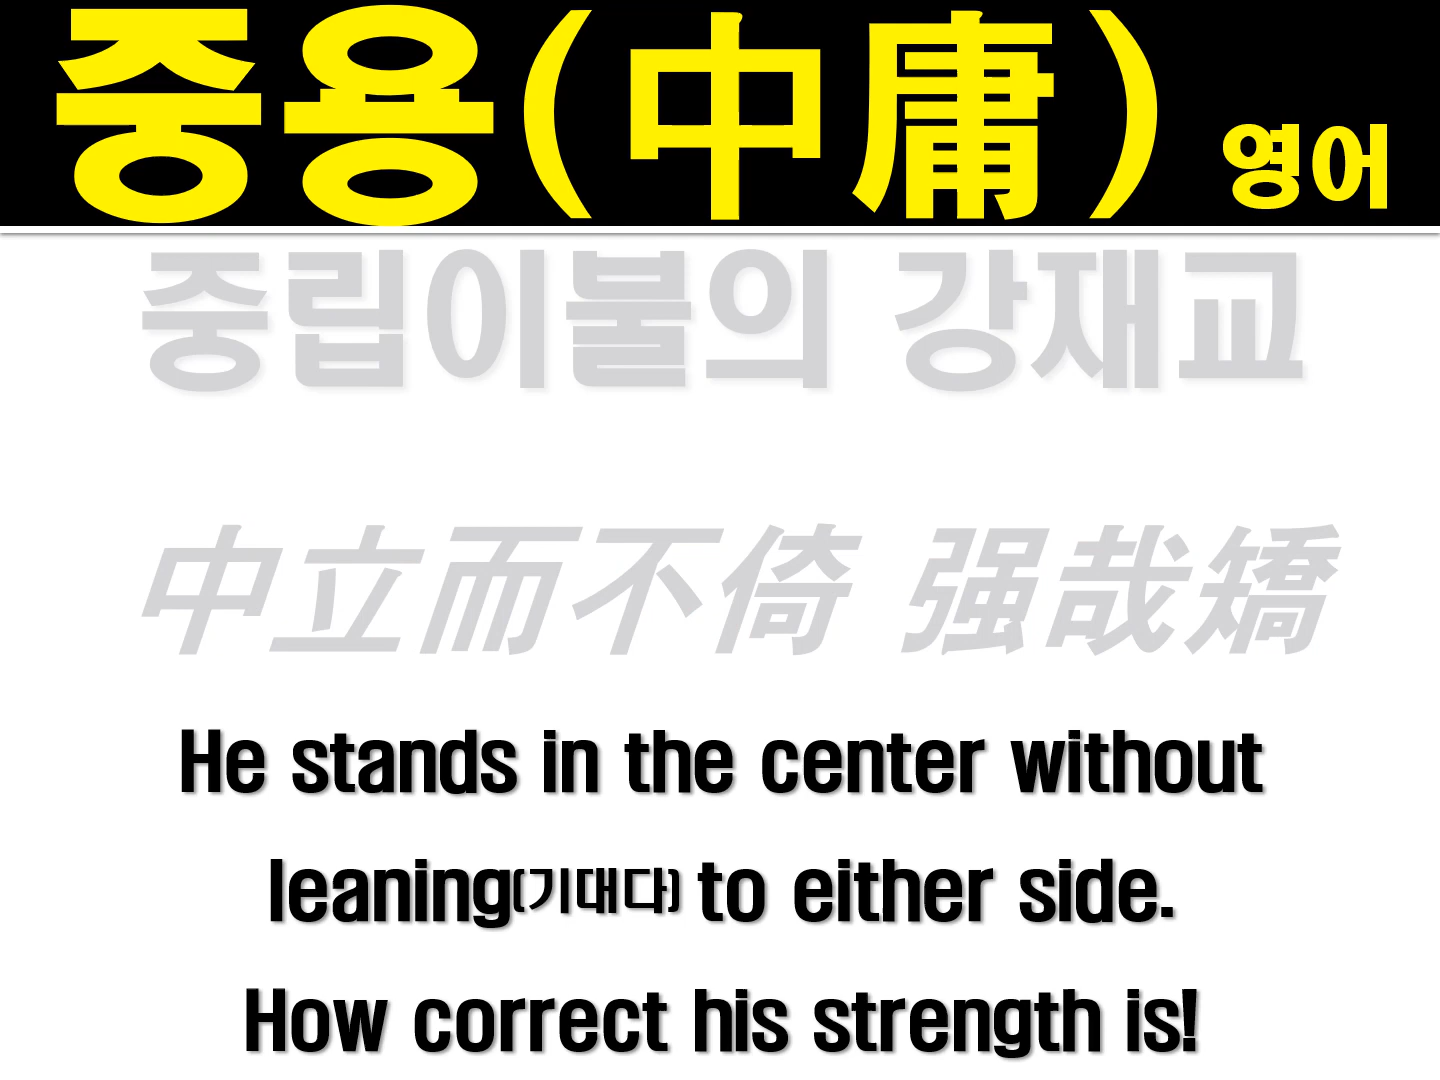 중용(中庸) 영어
중립이불의 강재교
中立而不倚 强哉矯
He stands in the center without
leaning(기대다) to either side.
How correct his strength is!